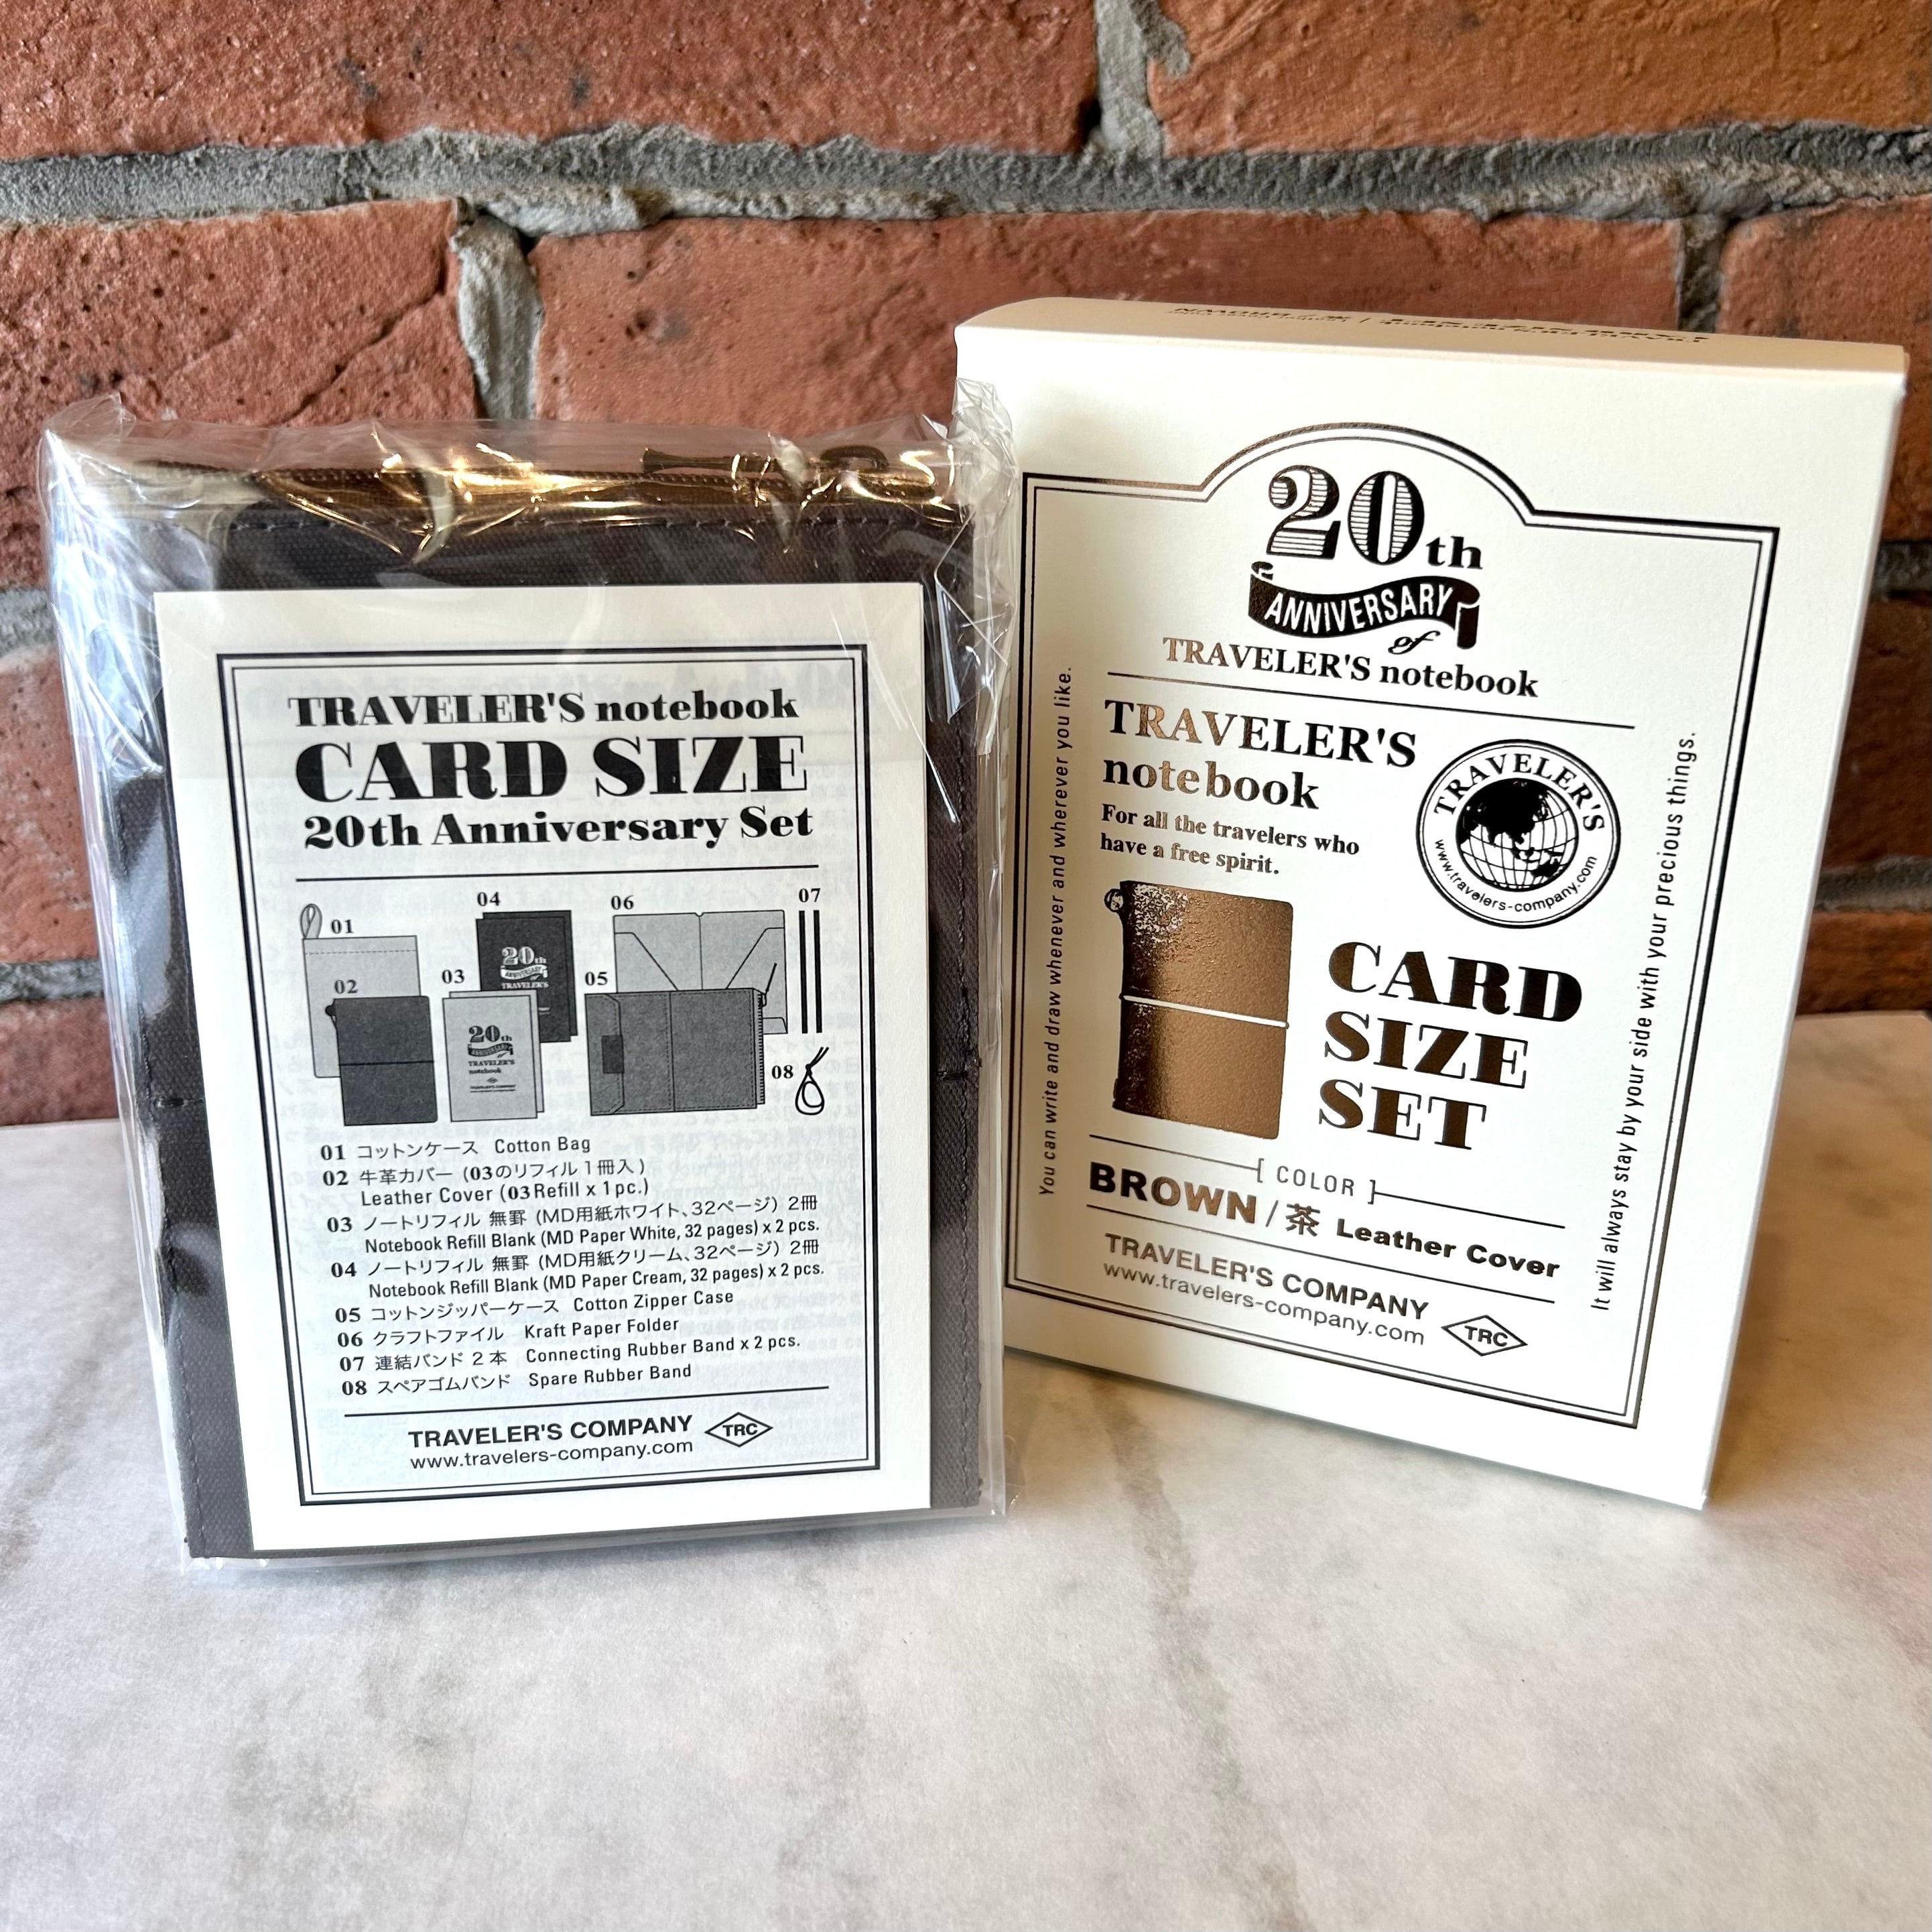 TRAVELER'S notebook
CARD SIZE
20th Anniversary Set
01
02
03
04
20th
ANNIVERSARY
TRAVELER'S
20th
ANNIVERSARY
TRAVELER'S
notebook
05
06
07
08
01 コットンケース Cotton Bag
02 牛革カバー (03のリフィル1冊入)
Leather Cover (03 Refill x 1 pc.)
03 ノートリフィル 無罫 (MD用紙ホワイト、32ページ) 2冊
Notebook Refill Blank (MD Paper White, 32 pages) x 2 pcs.
04 ノートリフィル 無罫 (MD用紙クリーム、32ページ) 2冊
Notebook Refill Blank (MD Paper Cream, 32 pages) x 2 pcs.
05 コットンジッパーケース Cotton Zipper Case
06 クラフトファイル Kraft Paper Folder
07 連結バンド 2本 Connecting Rubber Band x 2 pcs.
08 スペアゴムバンド Spare Rubber Band
TRAVELER'S COMPANY TRC
www.travelers-company.com
20th
ANNIVERSARY
of
TRAVELER'S notebook
TRAVELER'S
notebook
For all the travelers who
have a free spirit.
TRAVELER'S
www.travelers-company.com
CARD
SIZE
SET
[ COLOR ]
BROWN / 茶 Leather Cover
TRAVELER'S COMPANY
www.travelers-company.com
TRC
You can write and draw whenever and wherever you like.
It will always stay by your side with your precious things.